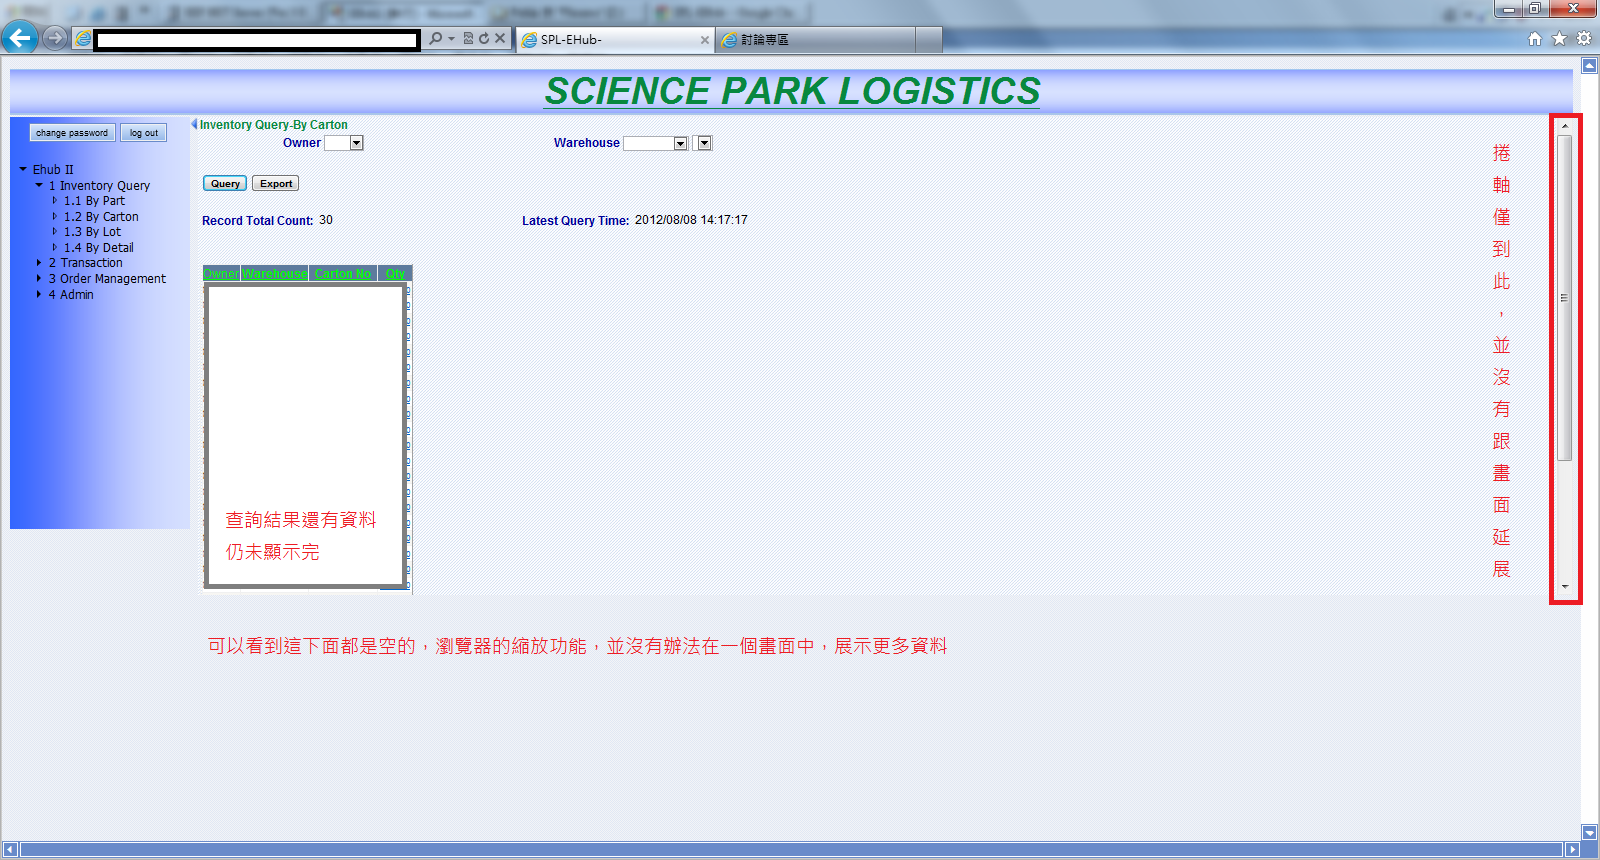 SPL-EHub-
討論專區
SCIENCE PARK LOGISTICS
change password
log out
Inventory Query-By Carton
Owner
Warehouse
Ehub II
1 Inventory Query
1.1 By Part
1.2 By Carton
1.3 By Lot
1.4 By Detail
2 Transaction
3 Order Management
4 Admin
Query
Export
Record Total Count: 30
Latest Query Time: 2012/08/08 14:17:17
Owner Warehouse Carton No Qty
查詢結果還有資料
仍未顯示完
捲軸僅到此，並沒有跟畫面延展
可以看到這下面都是空的，瀏覽器的縮放功能，並沒有辦法在一個畫面中，展示更多資料